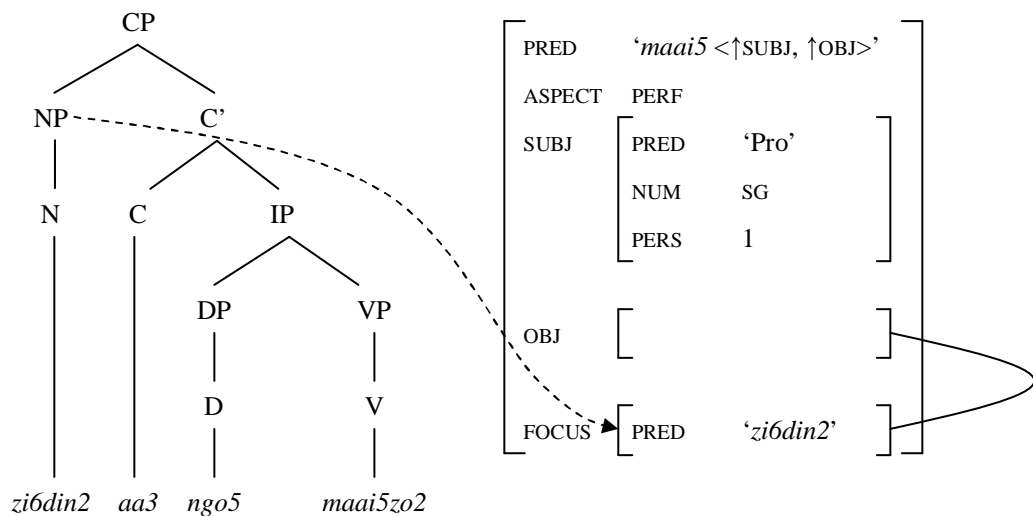 CP
NP C’
N C IP
DP VP
D V
zi6din2 aa3 ngo5 maai5zo2
PRED ‘maai5 <↑SUBJ, ↑OBJ>’
ASPECT PERF
SUBJ PRED ‘Pro’
NUM SG
PERS 1
OBJ
FOCUS PRED ‘zi6din2’